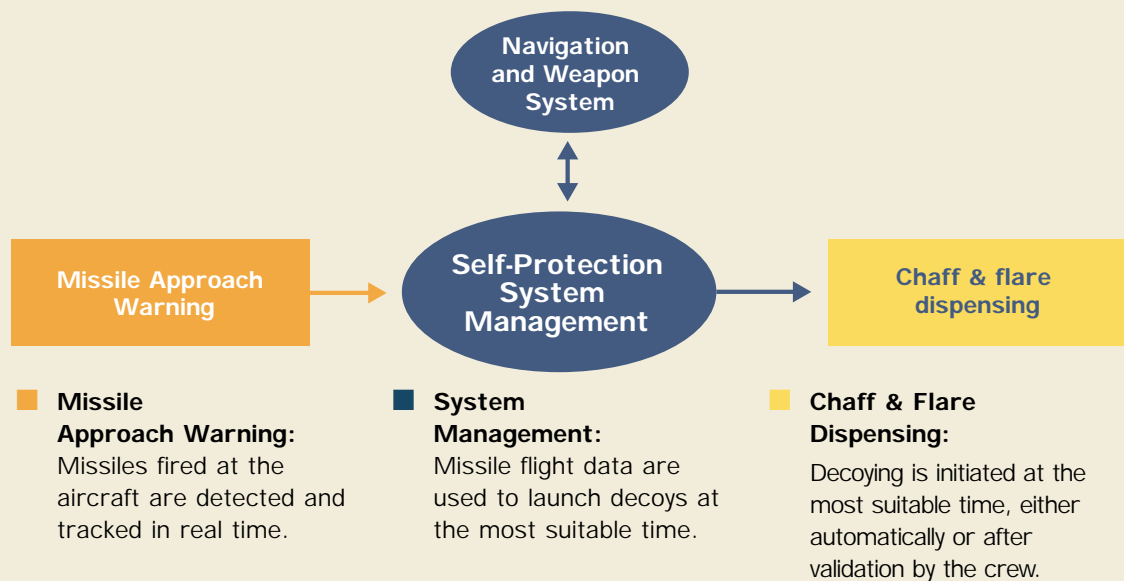 Navigation
and Weapon
System
Missile Approach
Warning
Self-Protection
System
Management
Chaff & flare
dispensing
Missile
Approach Warning:
Missiles fired at the
aircraft are detected and
tracked in real time.
System
Management:
Missile flight data are
used to launch decoys at
the most suitable time.
Chaff & Flare
Dispensing:
Decoying is initiated at the
most suitable time, either
automatically or after
validation by the crew.